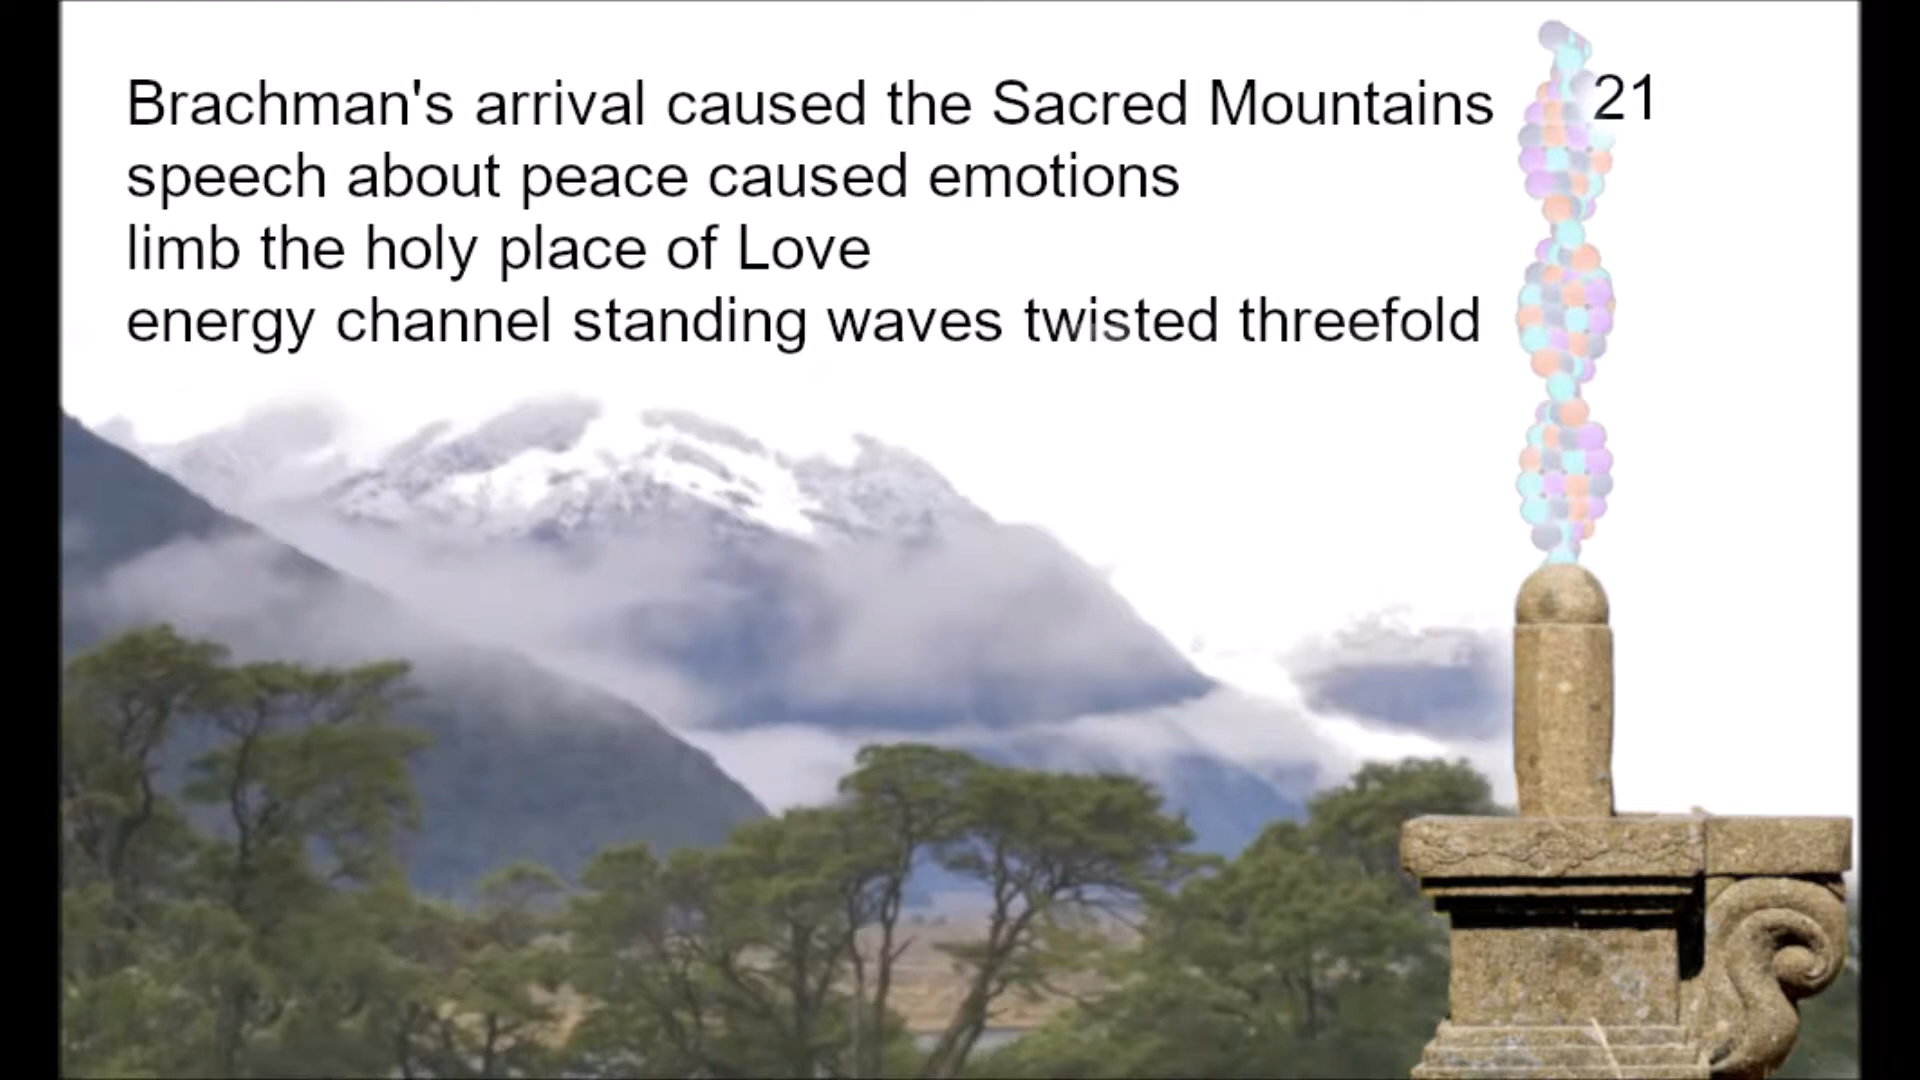 Brachman's arrival caused the Sacred Mountains 21
speech about peace caused emotions
limb the holy place of Love
energy channel standing waves twisted threefold